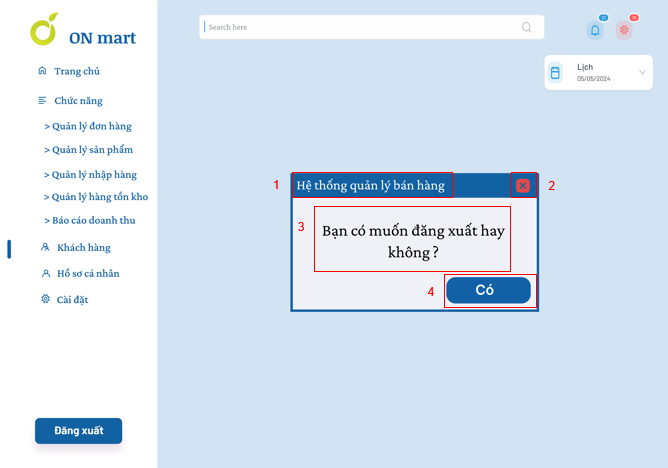 ON mart
Search here
21
18
Trang chủ
Lịch
05/05/2024
Chức năng
> Quản lý đơn hàng
> Quản lý sản phẩm
> Quản lý nhập hàng
> Quản lý hàng tồn kho
> Báo cáo doanh thu
Khách hàng
Hồ sơ cá nhân
Cài đặt
Đăng xuất
1
Hệ thống quản lý bán hàng
2
3
Bạn có muốn đăng xuất hay
không ?
4
Có